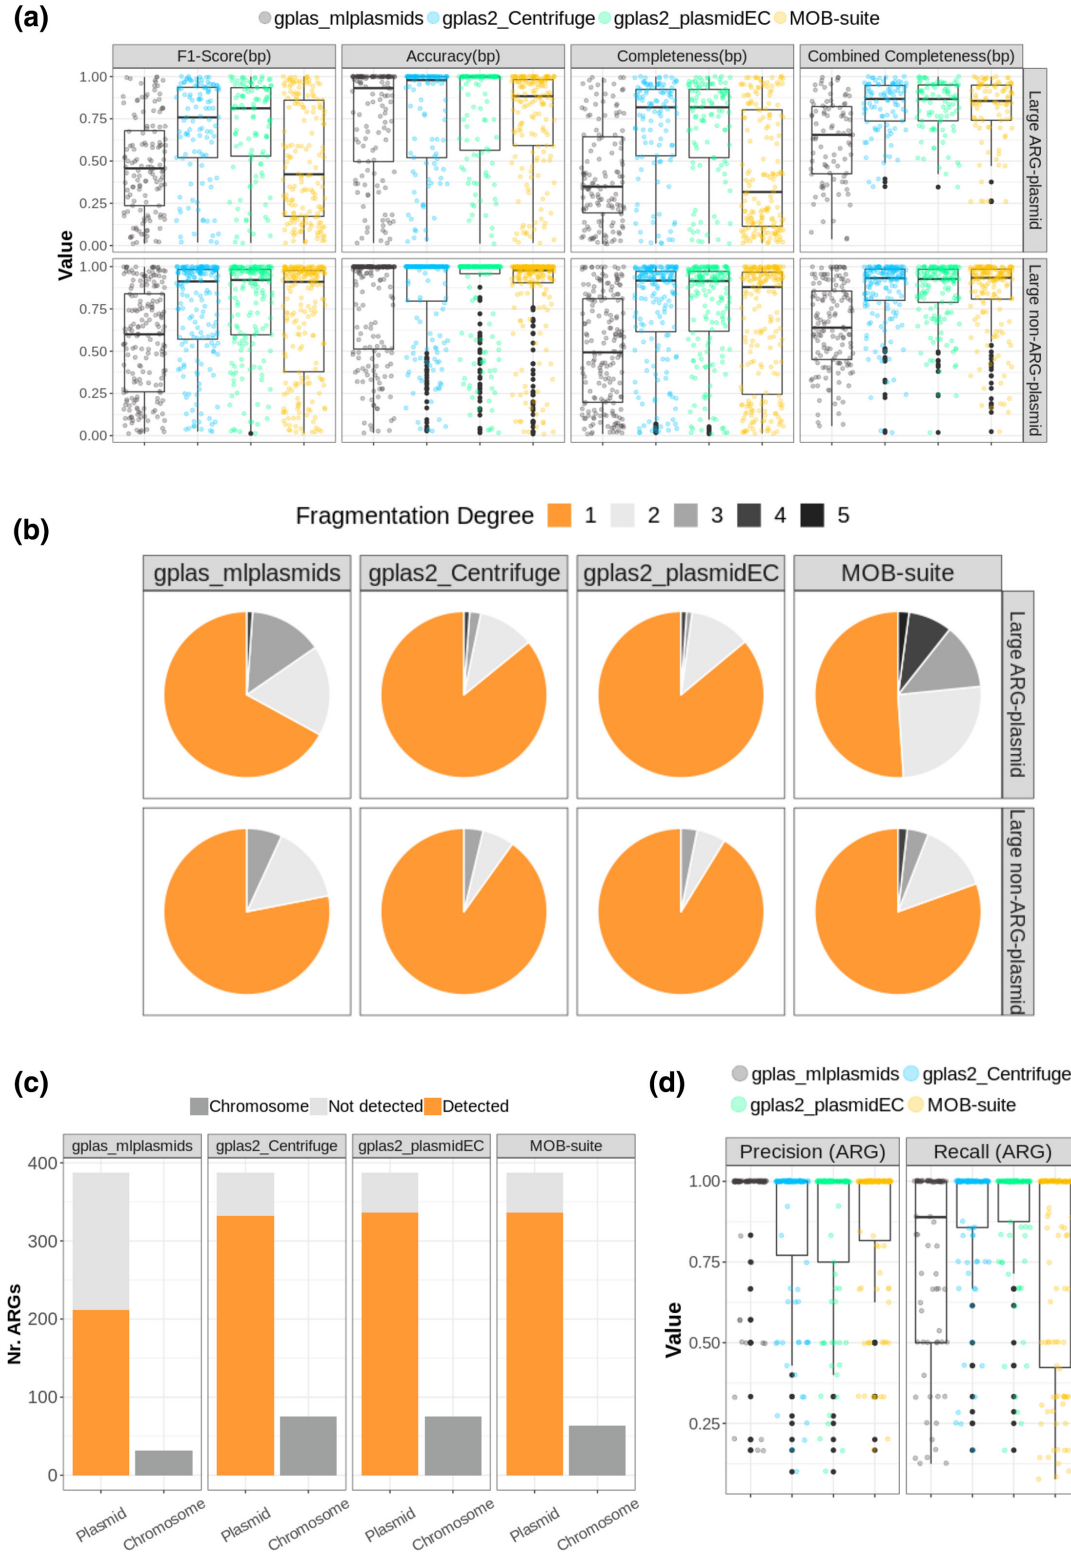 (a)
gplas_mlplasmids gplas2_Centrifuge gplas2_plasmidEC MOB-suite
F1-Score(bp) Accuracy(bp) Completeness(bp) Combined Completeness(bp)
Value
1.00
0.75
0.50
0.25
0.00
Large ARG-plasmid
1.00
0.75
0.50
0.25
0.00
Large non-ARG-plasmid
(b)
Fragmentation Degree 1 2 3 4 5
gplas_mlplasmids gplas2_Centrifuge gplas2_plasmidEC MOB-suite
Large ARG-plasmid
Large non-ARG-plasmid
(c)
Chromosome Not detected Detected
gplas_mlplasmids gplas2_Centrifuge gplas2_plasmidEC MOB-suite
Nr. ARGs
400
300
200
100
0
Plasmid Chromosome Plasmid Chromosome Plasmid Chromosome Plasmid Chromosome
(d)
gplas_mlplasmids gplas2_Centrifuge
gplas2_plasmidEC MOB-suite
Precision (ARG) Recall (ARG)
Value
1.00
0.75
0.50
0.25